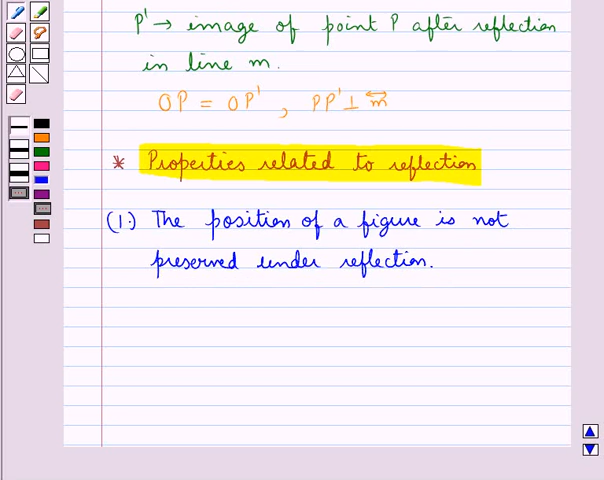 P' → image of point P after reflection
in line m.
OP = OP' , PP' ⊥ m
* Properties related to reflection
(1.) The position of a figure is not
preserved under reflection.